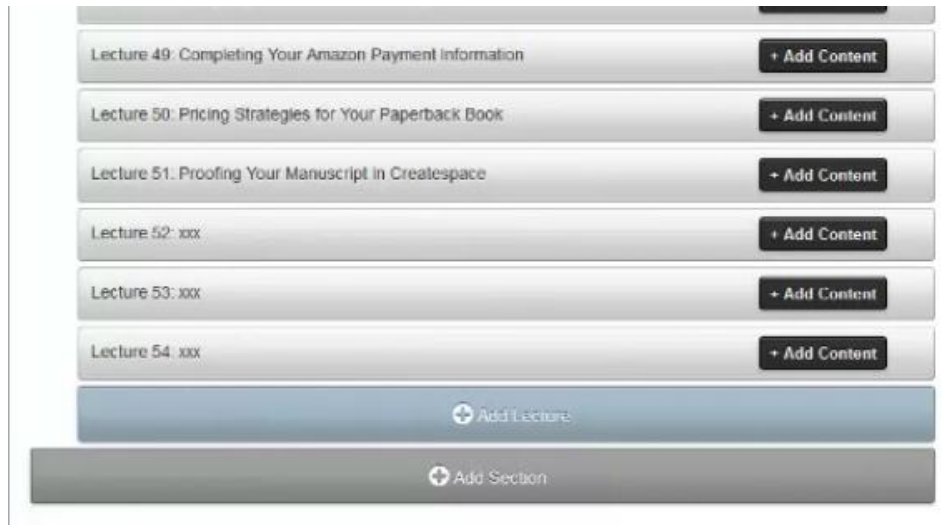 Lecture 49: Completing Your Amazon Payment Information
+ Add Content
Lecture 50: Pricing Strategies for Your Paperback Book
+ Add Content
Lecture 51: Proofing Your Manuscript in Createspace
+ Add Content
Lecture 52: xxx
+ Add Content
Lecture 53: xxx
+ Add Content
Lecture 54: xxx
+ Add Content
Add Lecture
Add Section